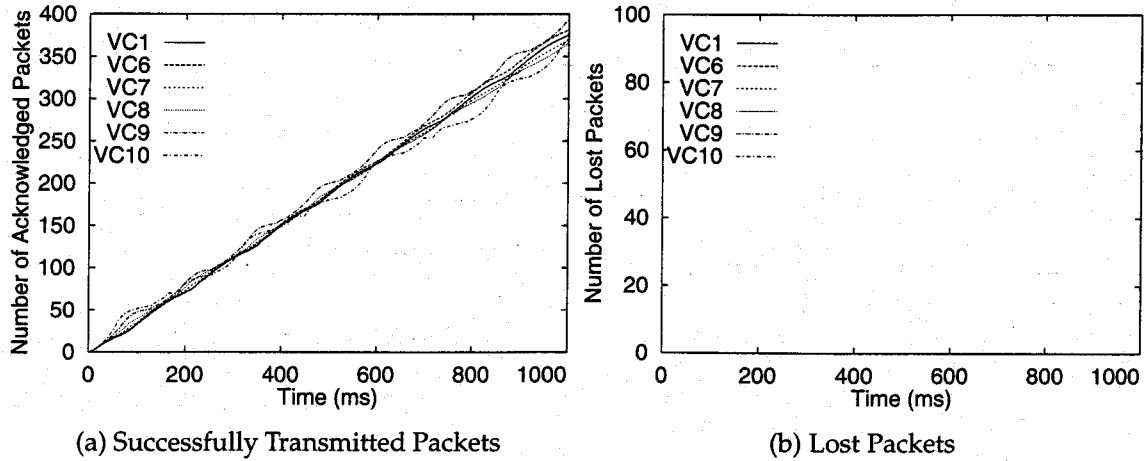 Number of Acknowledged Packets
400
350
300
250
200
150
100
50
0
VC1
VC6
VC7
VC8
VC9
VC10
0 200 400 600 800 1000
Time (ms)
(a) Successfully Transmitted Packets
Number of Lost Packets
100
80
60
40
20
0
VC1
VC6
VC7
VC8
VC9
VC10
0 200 400 600 800 1000
Time (ms)
(b) Lost Packets